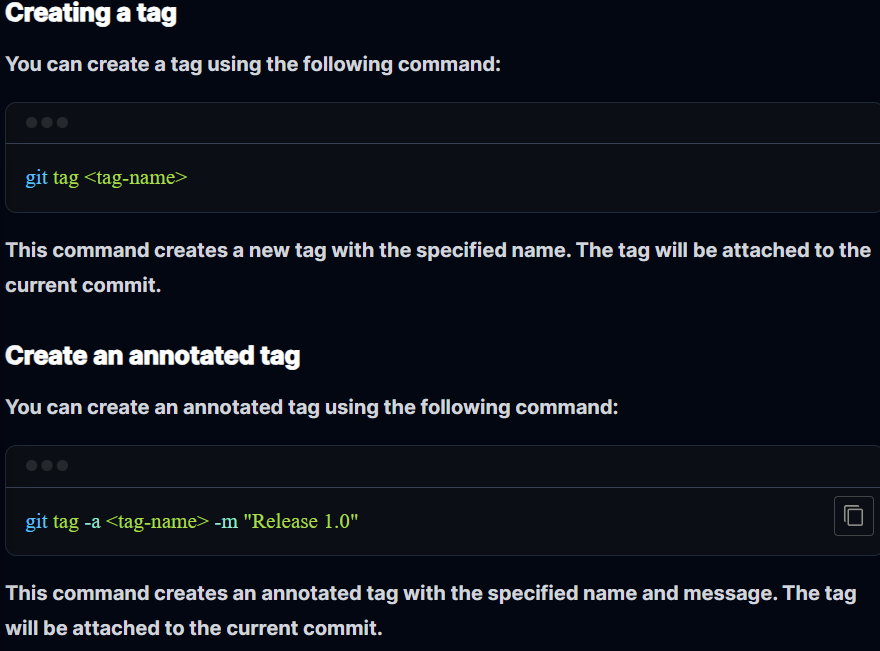 Creating a tag
You can create a tag using the following command:
git tag <tag-name>
This command creates a new tag with the specified name. The tag will be attached to the
current commit.
Create an annotated tag
You can create an annotated tag using the following command:
git tag -a <tag-name> -m "Release 1.0"
This command creates an annotated tag with the specified name and message. The tag
will be attached to the current commit.